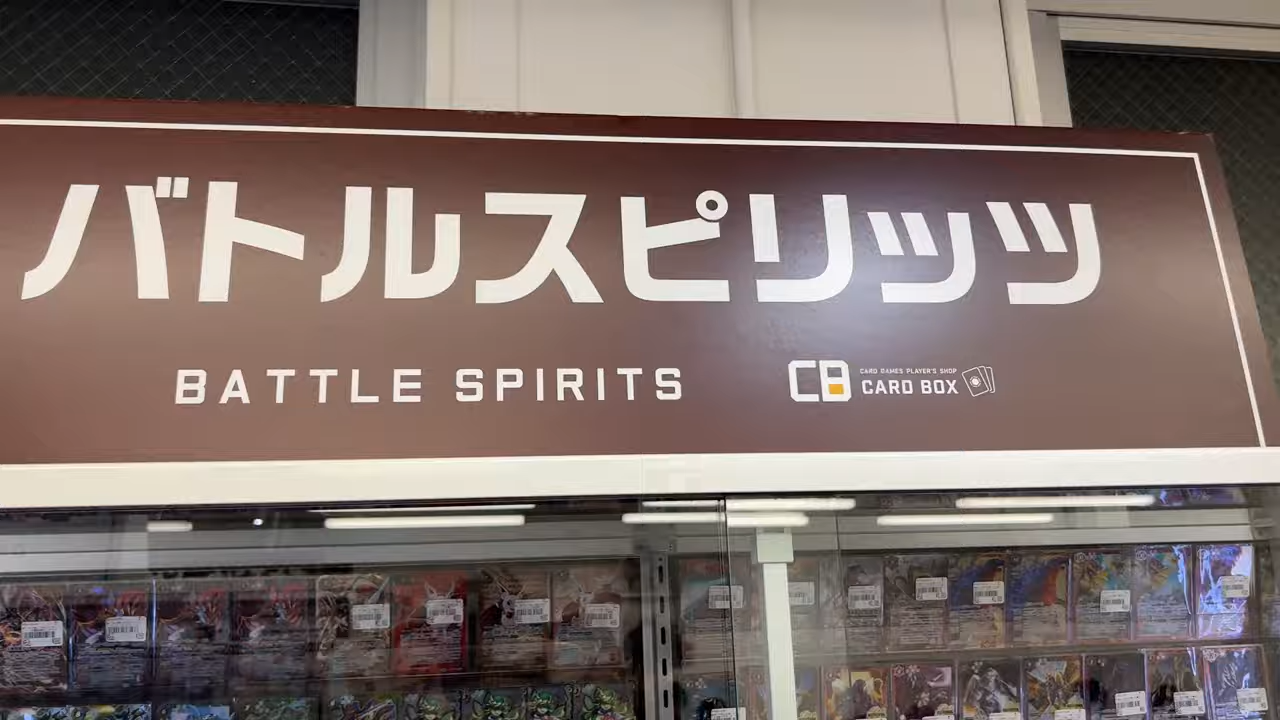 バトルスピリッツ
BATTLE SPIRITS
CB
CARD GAMES PLAYER'S SHOP
CARD BOX